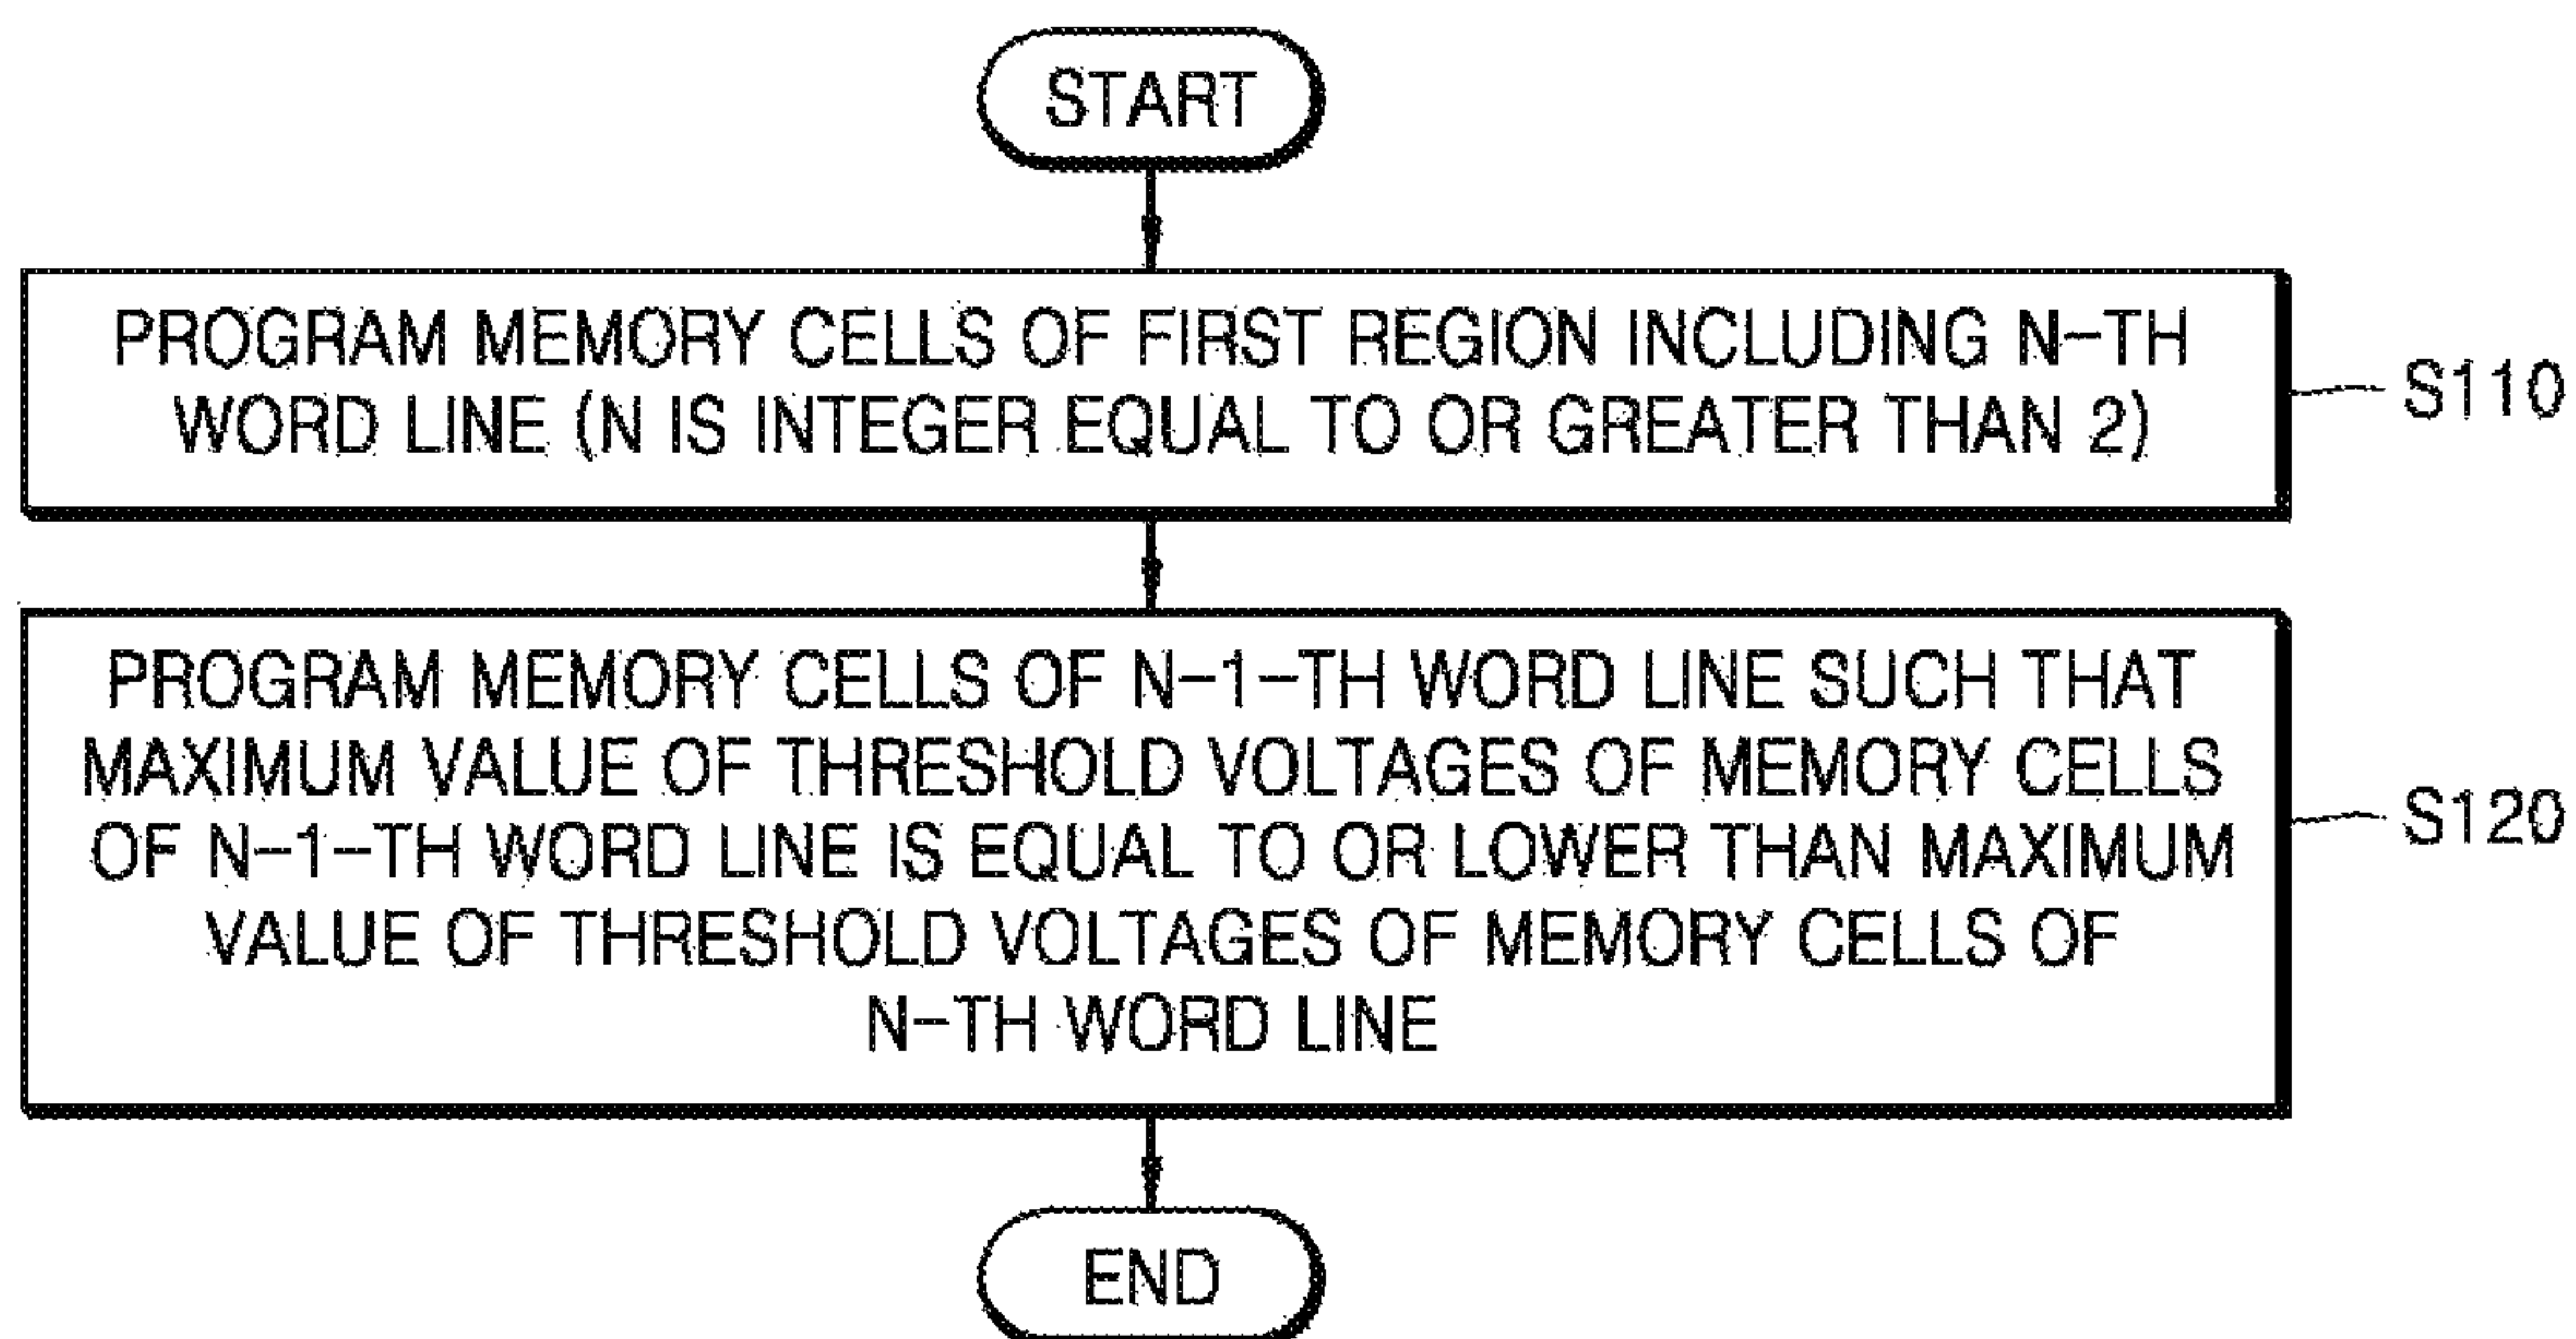 START
PROGRAM MEMORY CELLS OF FIRST REGION INCLUDING N-TH
WORD LINE (N IS INTEGER EQUAL TO OR GREATER THAN 2)
S110
PROGRAM MEMORY CELLS OF N-1-TH WORD LINE SUCH THAT
MAXIMUM VALUE OF THRESHOLD VOLTAGES OF MEMORY CELLS
OF N-1-TH WORD LINE IS EQUAL TO OR LOWER THAN MAXIMUM
VALUE OF THRESHOLD VOLTAGES OF MEMORY CELLS OF
N-TH WORD LINE
S120
END